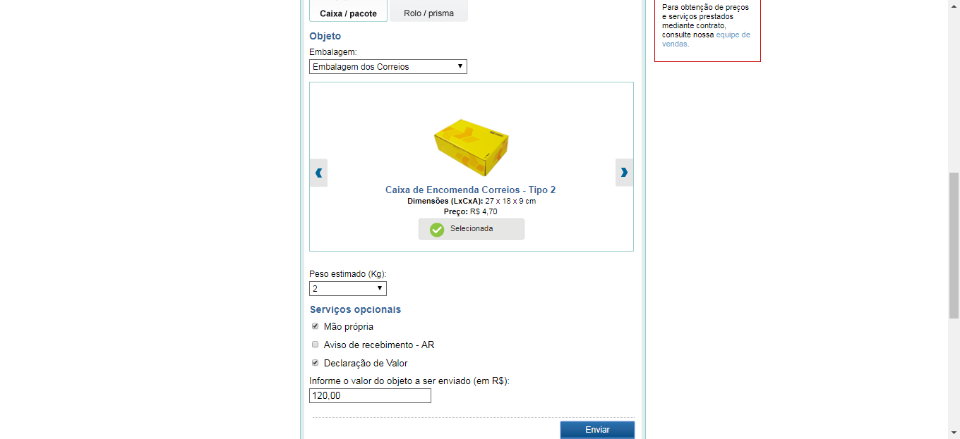 Caixa / pacote
Rolo / prisma
Para obtenção de preços
e serviços prestados
mediante contrato,
consulte nossa equipe de
vendas.
Objeto
Embalagem:
Embalagem dos Correios
Caixa de Encomenda Correios - Tipo 2
Dimensões (LxCxA): 27 x 18 x 9 cm
Preço: R$ 4,70
Selecionada
Peso estimado (Kg):
2
Serviços opcionais
Mão própria
Aviso de recebimento - AR
Declaração de Valor
Informe o valor do objeto a ser enviado (em R$):
120,00
Enviar